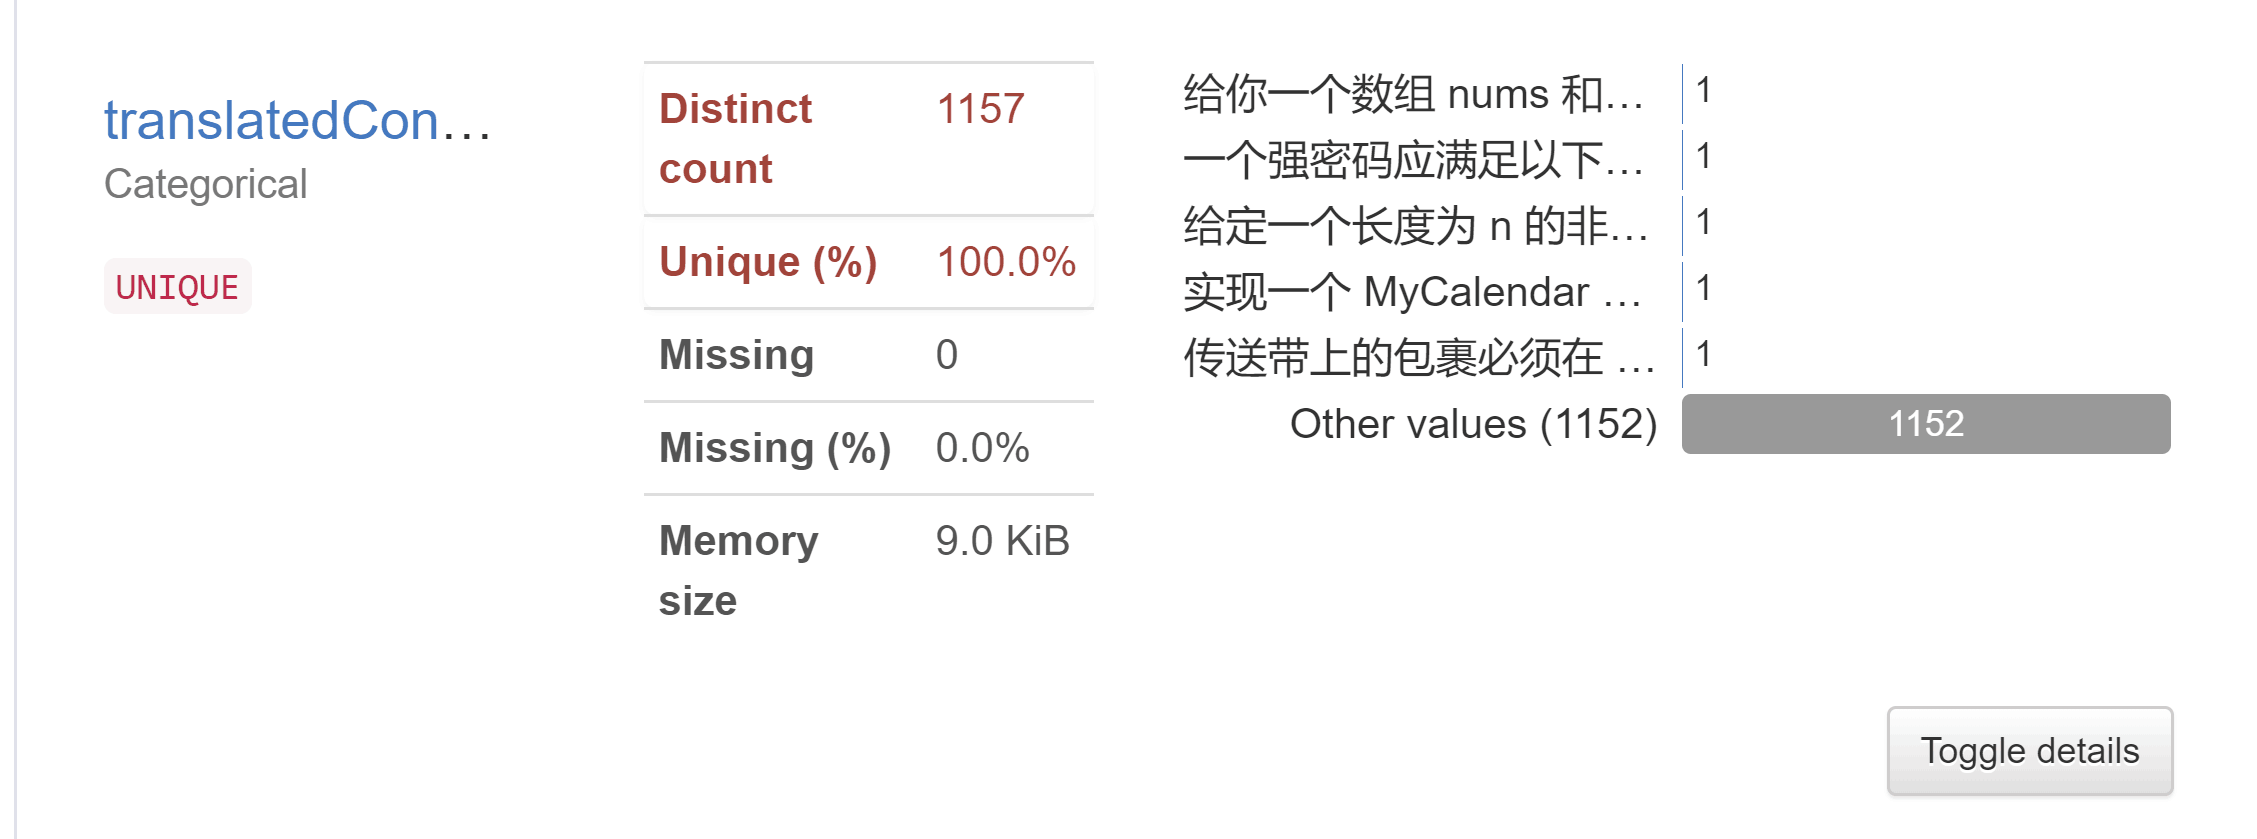 translatedCon...
Categorical
UNIQUE
Distinct count 1157
Unique (%) 100.0%
Missing 0
Missing (%) 0.0%
Memory size 9.0 KiB
给你一个数组 nums 和... 1
一个强密码应满足以下... 1
给定一个长度为 n 的非... 1
实现一个 MyCalendar ... 1
传送带上的包裹必须在 ... 1
Other values (1152) 1152
Toggle details